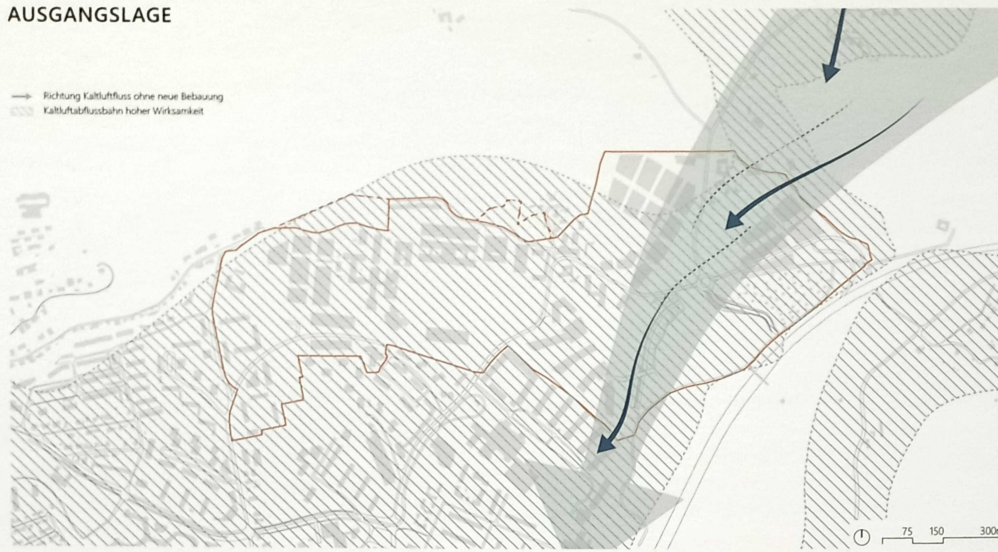 AUSGANGSLAGE
Richtung Kaltluftfluss ohne neue Bebauung
Kaltluftabflussbahn hoher Wirksamkeit
75 150 300m